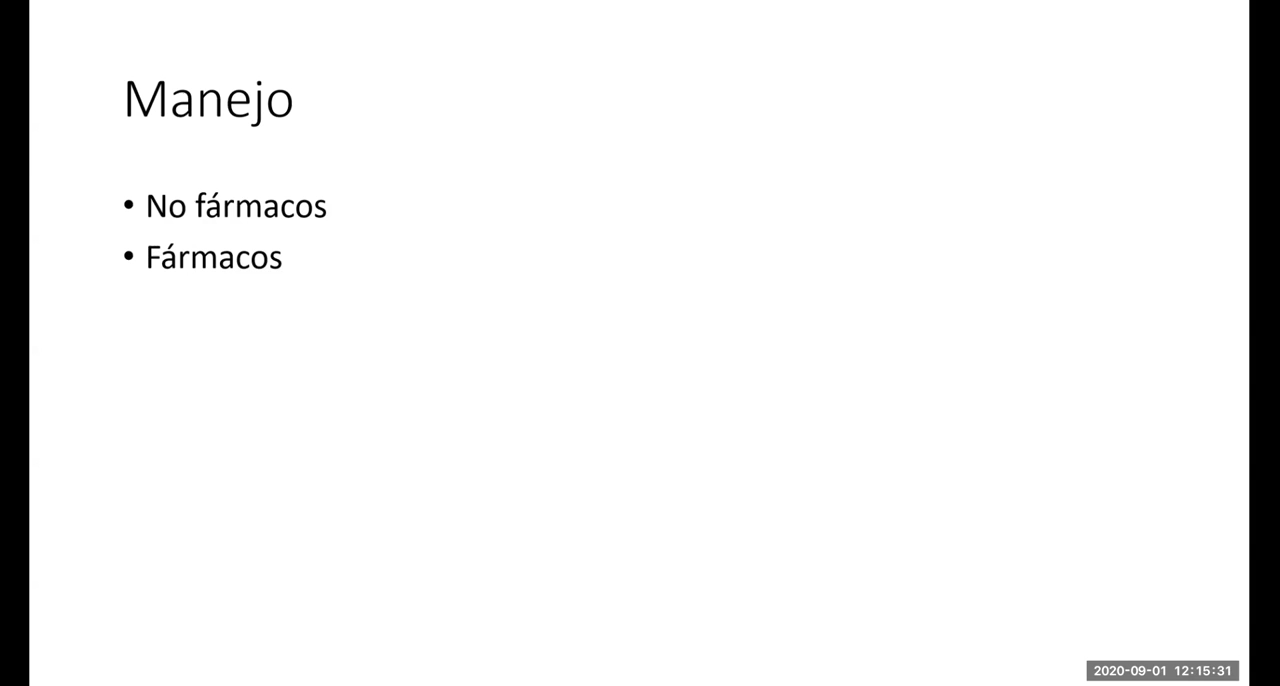 Manejo
• No fármacos
• Fármacos
2020-09-01 12:15:31